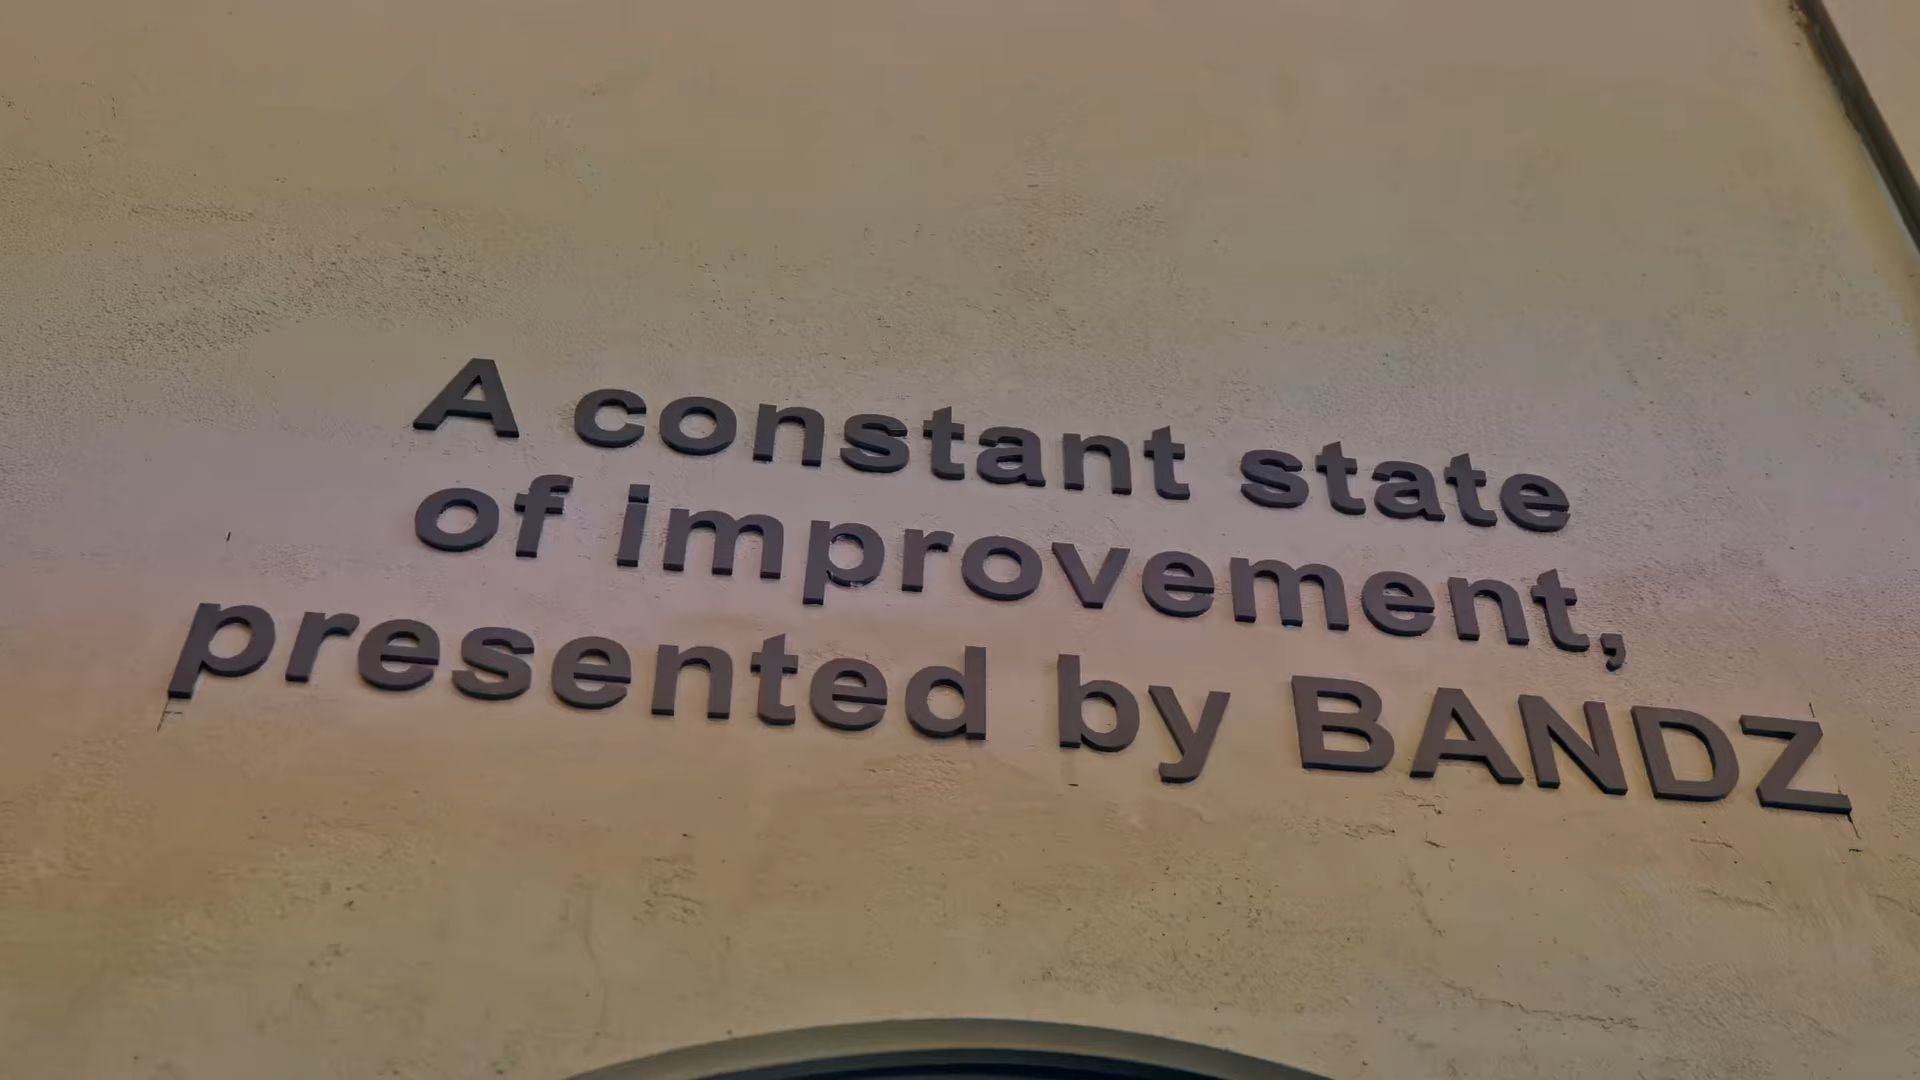 A constant state
of improvement,
presented by BANDZ